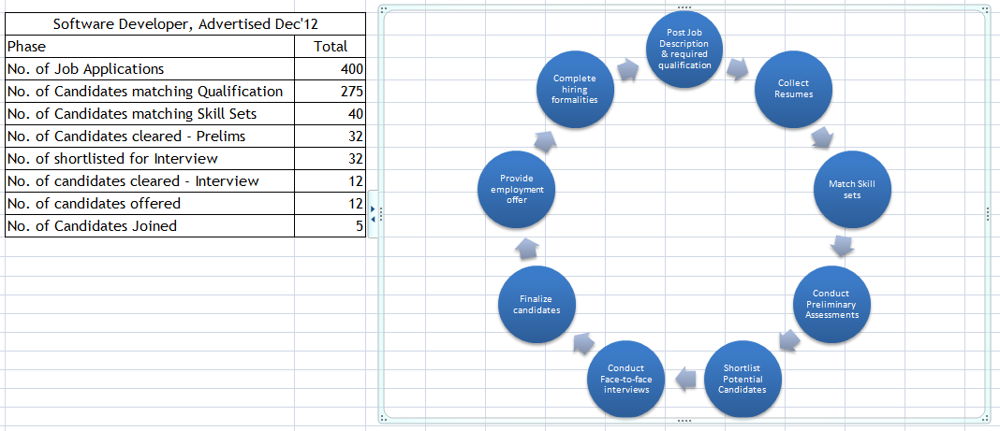 Software Developer, Advertised Dec'12
Phase Total
No. of Job Applications 400
No. of Candidates matching Qualification 275
No. of Candidates matching Skill Sets 40
No. of Candidates cleared - Prelims 32
No. of shortlisted for Interview 32
No. of candidates cleared - Interview 12
No. of candidates offered 12
No. of Candidates Joined 5
Post Job
Description
& required
qualification
Collect
Resumes
Match Skill
sets
Conduct
Preliminary
Assessments
Shortlist
Potential
Candidates
Conduct
Face-to-face
interviews
Finalize
candidates
Provide
employment
offer
Complete
hiring
formalities